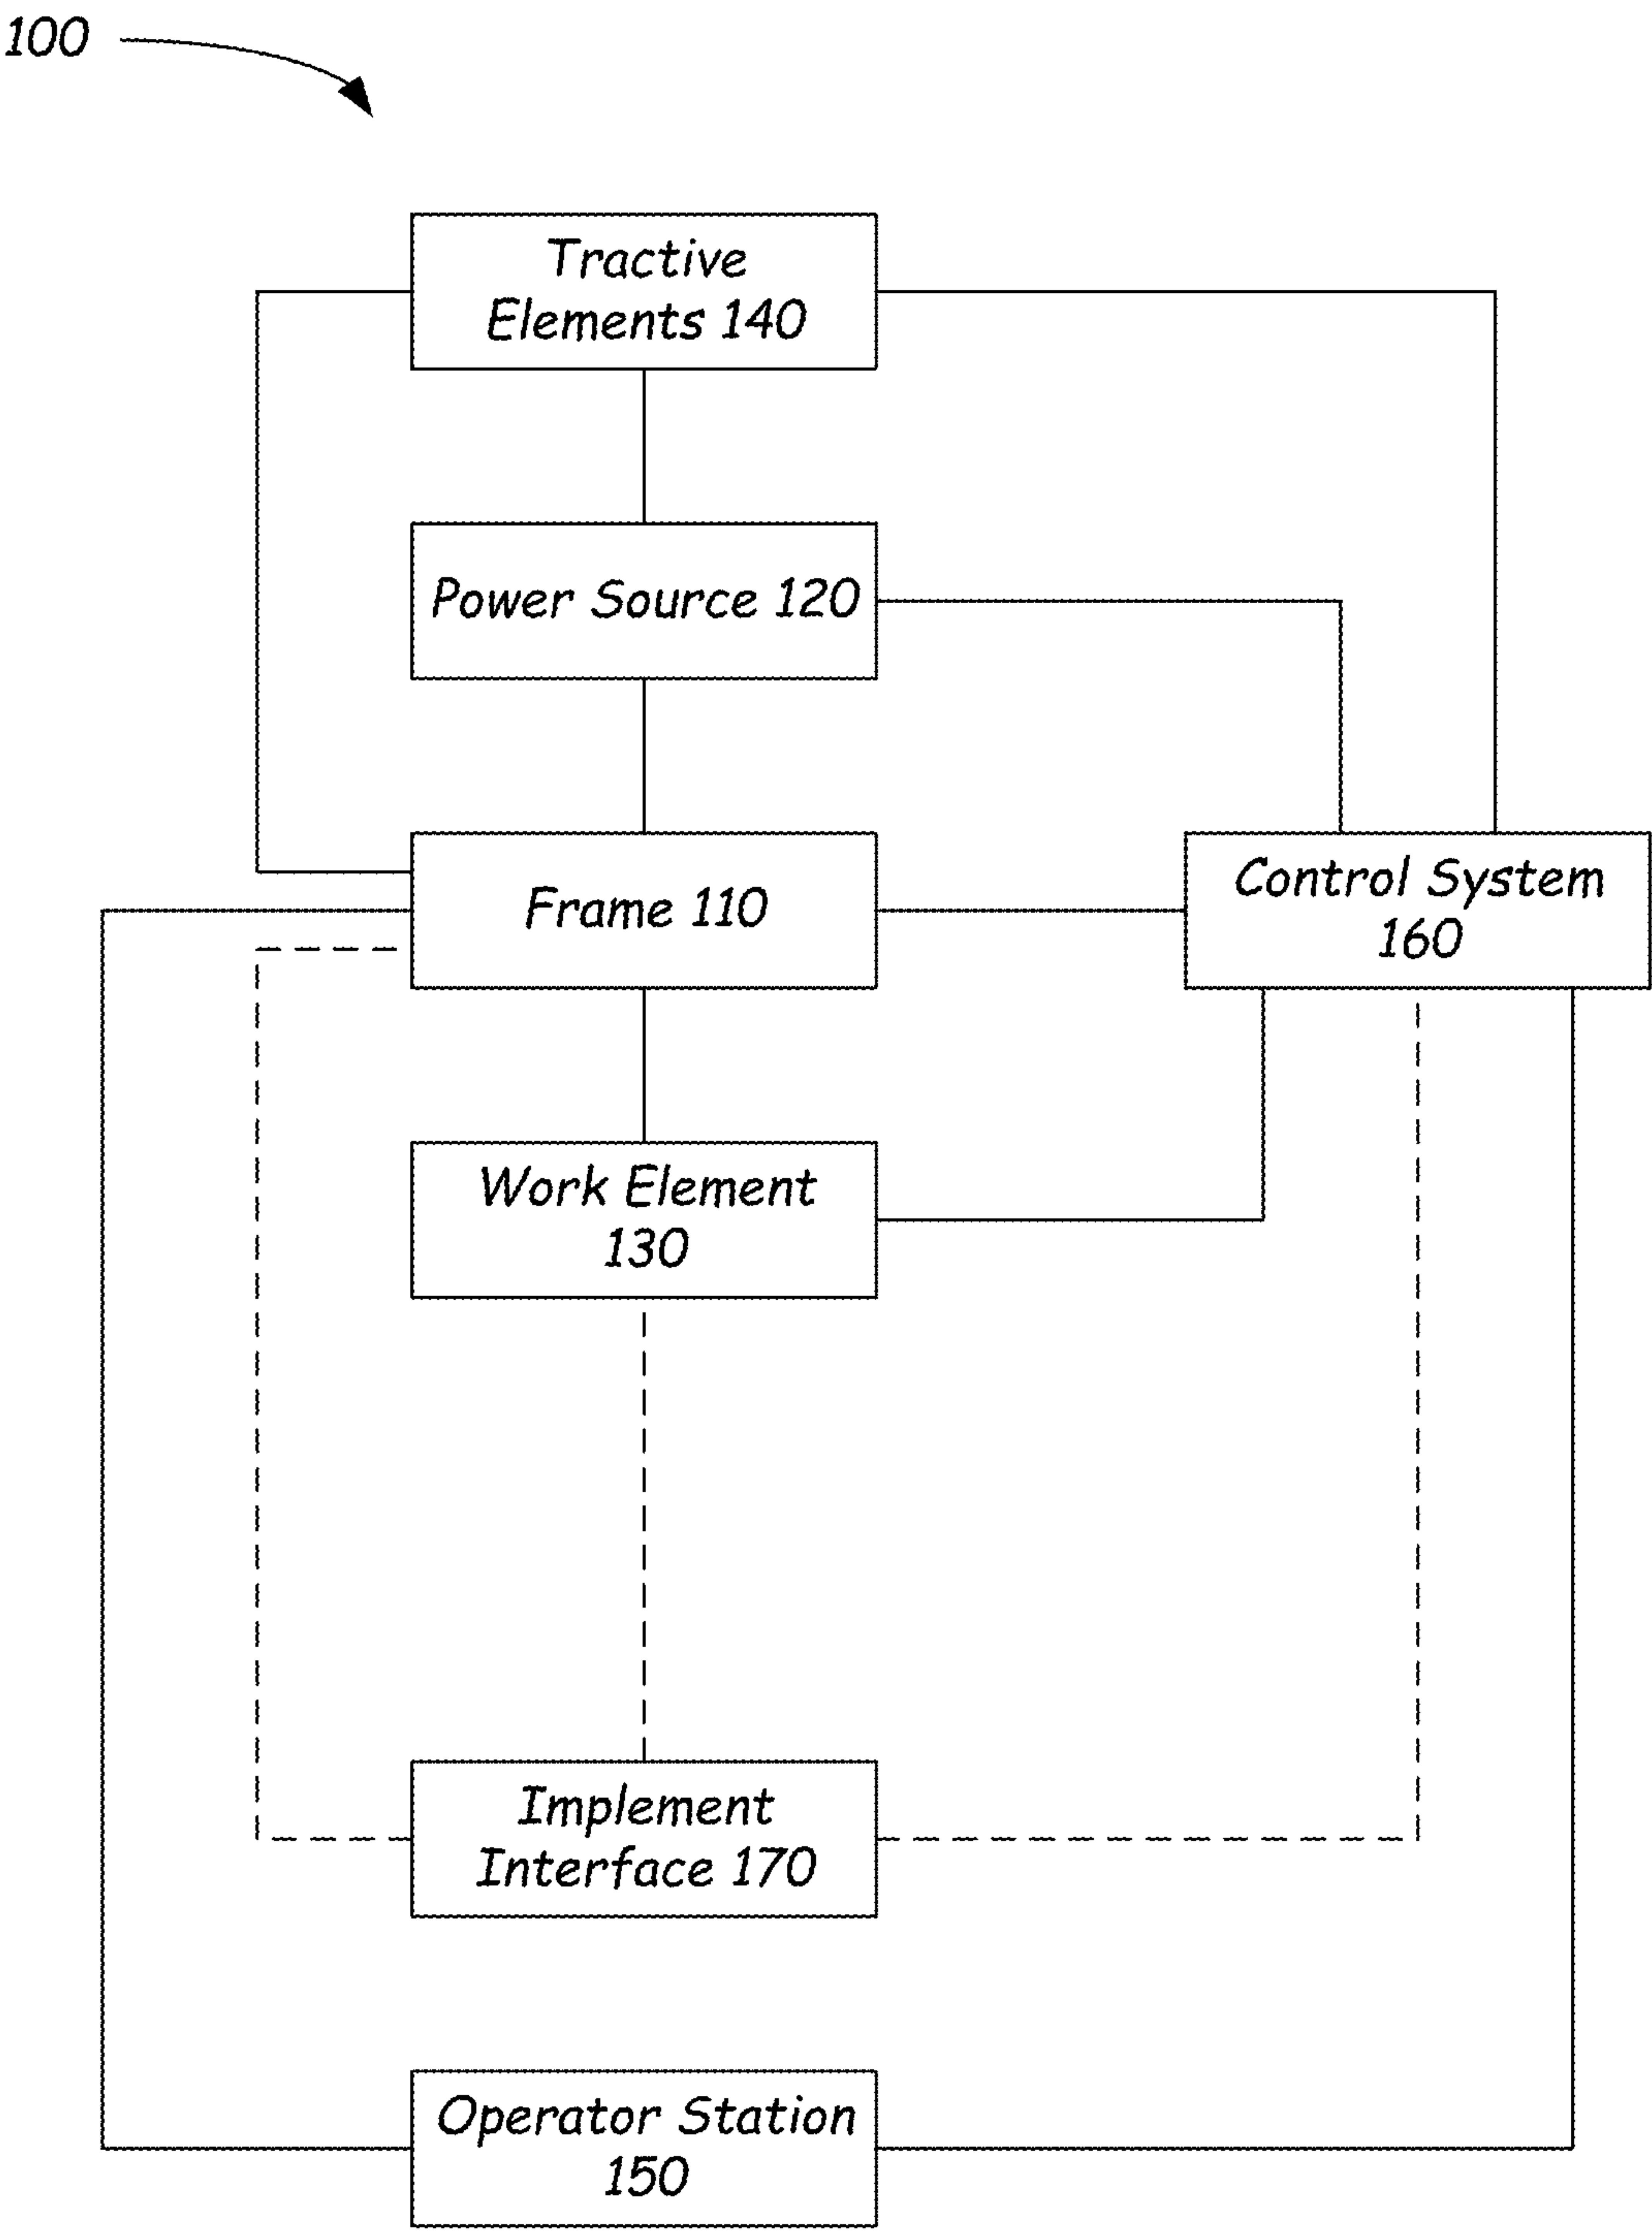 100
Tractive
Elements 140
Power Source 120
Frame 110
Control System
160
Work Element
130
Implement
Interface 170
Operator Station
150